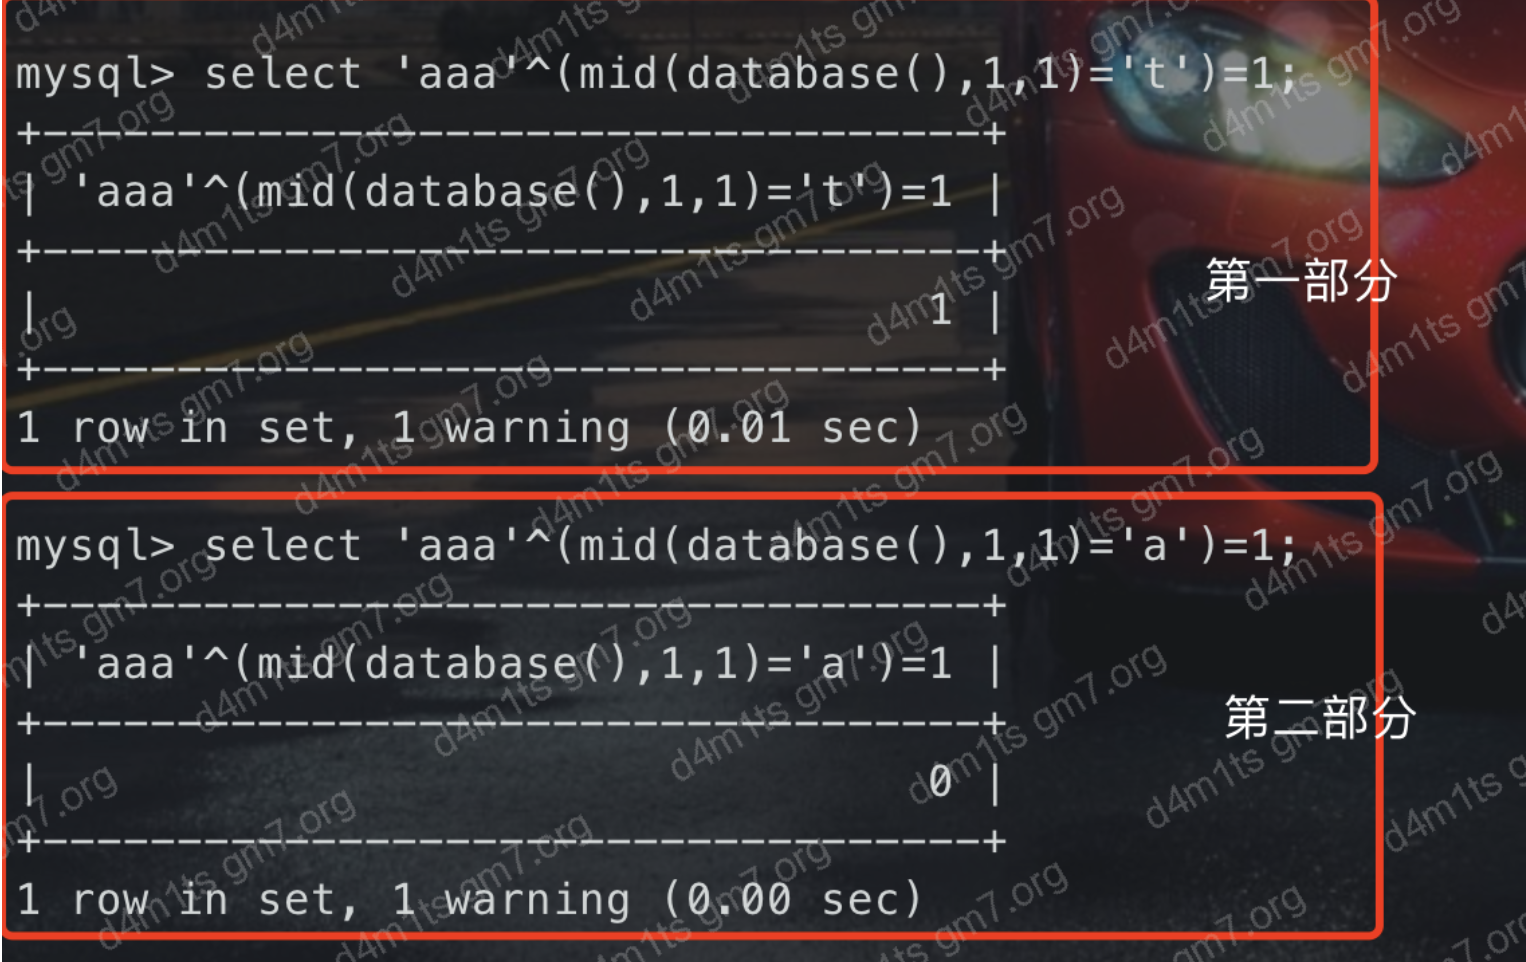 mysql> select 'aaa'^(mid(database(),1,1)='t')=1;
+---------------------------------------+
| 'aaa'^(mid(database(),1,1)='t')=1 |
+---------------------------------------+
| 1 |
+---------------------------------------+
1 row in set, 1 warning (0.01 sec)
第一部分
mysql> select 'aaa'^(mid(database(),1,1)='a')=1;
+---------------------------------------+
| 'aaa'^(mid(database(),1,1)='a')=1 |
+---------------------------------------+
| 0 |
+---------------------------------------+
1 row in set, 1 warning (0.00 sec)
第二部分
d4m1ts gm7.org